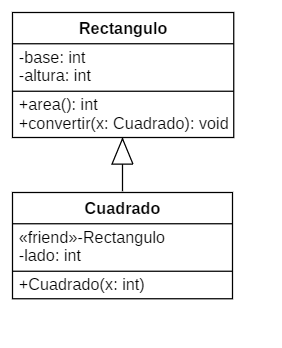 Rectangulo
-base: int
-altura: int
+area(): int
+convertir(x: Cuadrado): void
Cuadrado
«friend»-Rectangulo
-lado: int
+Cuadrado(x: int)